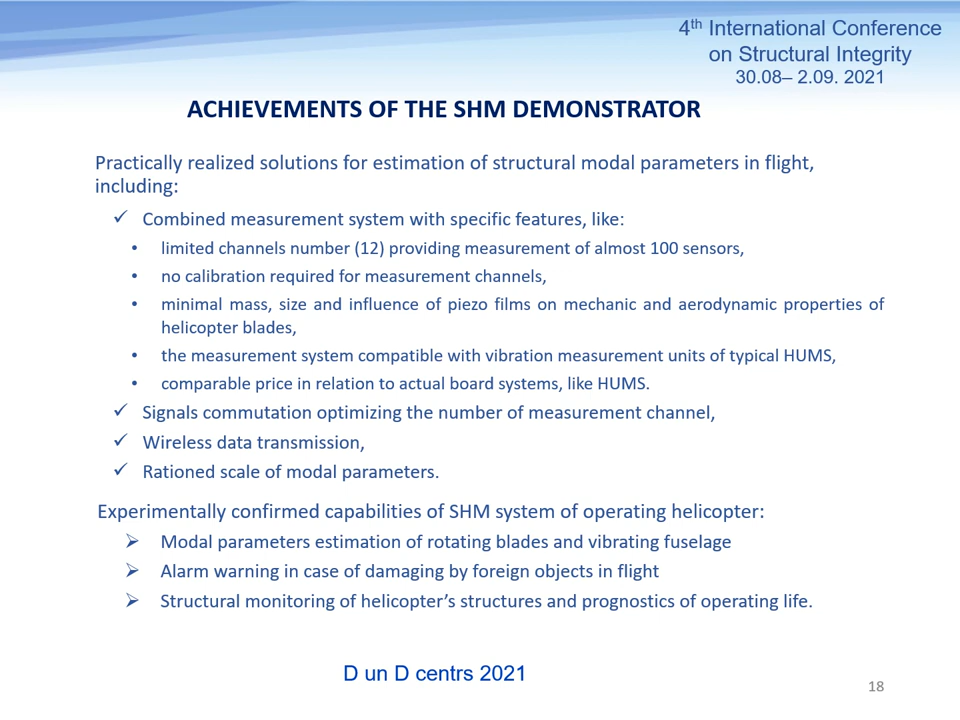 4th International Conference
on Structural Integrity
30.08– 2.09. 2021
ACHIEVEMENTS OF THE SHM DEMONSTRATOR
Practically realized solutions for estimation of structural modal parameters in flight,
including:
✓ Combined measurement system with specific features, like:
• limited channels number (12) providing measurement of almost 100 sensors,
• no calibration required for measurement channels,
• minimal mass, size and influence of piezo films on mechanic and aerodynamic properties of
helicopter blades,
• the measurement system compatible with vibration measurement units of typical HUMS,
• comparable price in relation to actual board systems, like HUMS.
✓ Signals commutation optimizing the number of measurement channel,
✓ Wireless data transmission,
✓ Rationed scale of modal parameters.
Experimentally confirmed capabilities of SHM system of operating helicopter:
➢ Modal parameters estimation of rotating blades and vibrating fuselage
➢ Alarm warning in case of damaging by foreign objects in flight
➢ Structural monitoring of helicopter’s structures and prognostics of operating life.
D un D centrs 2021
18